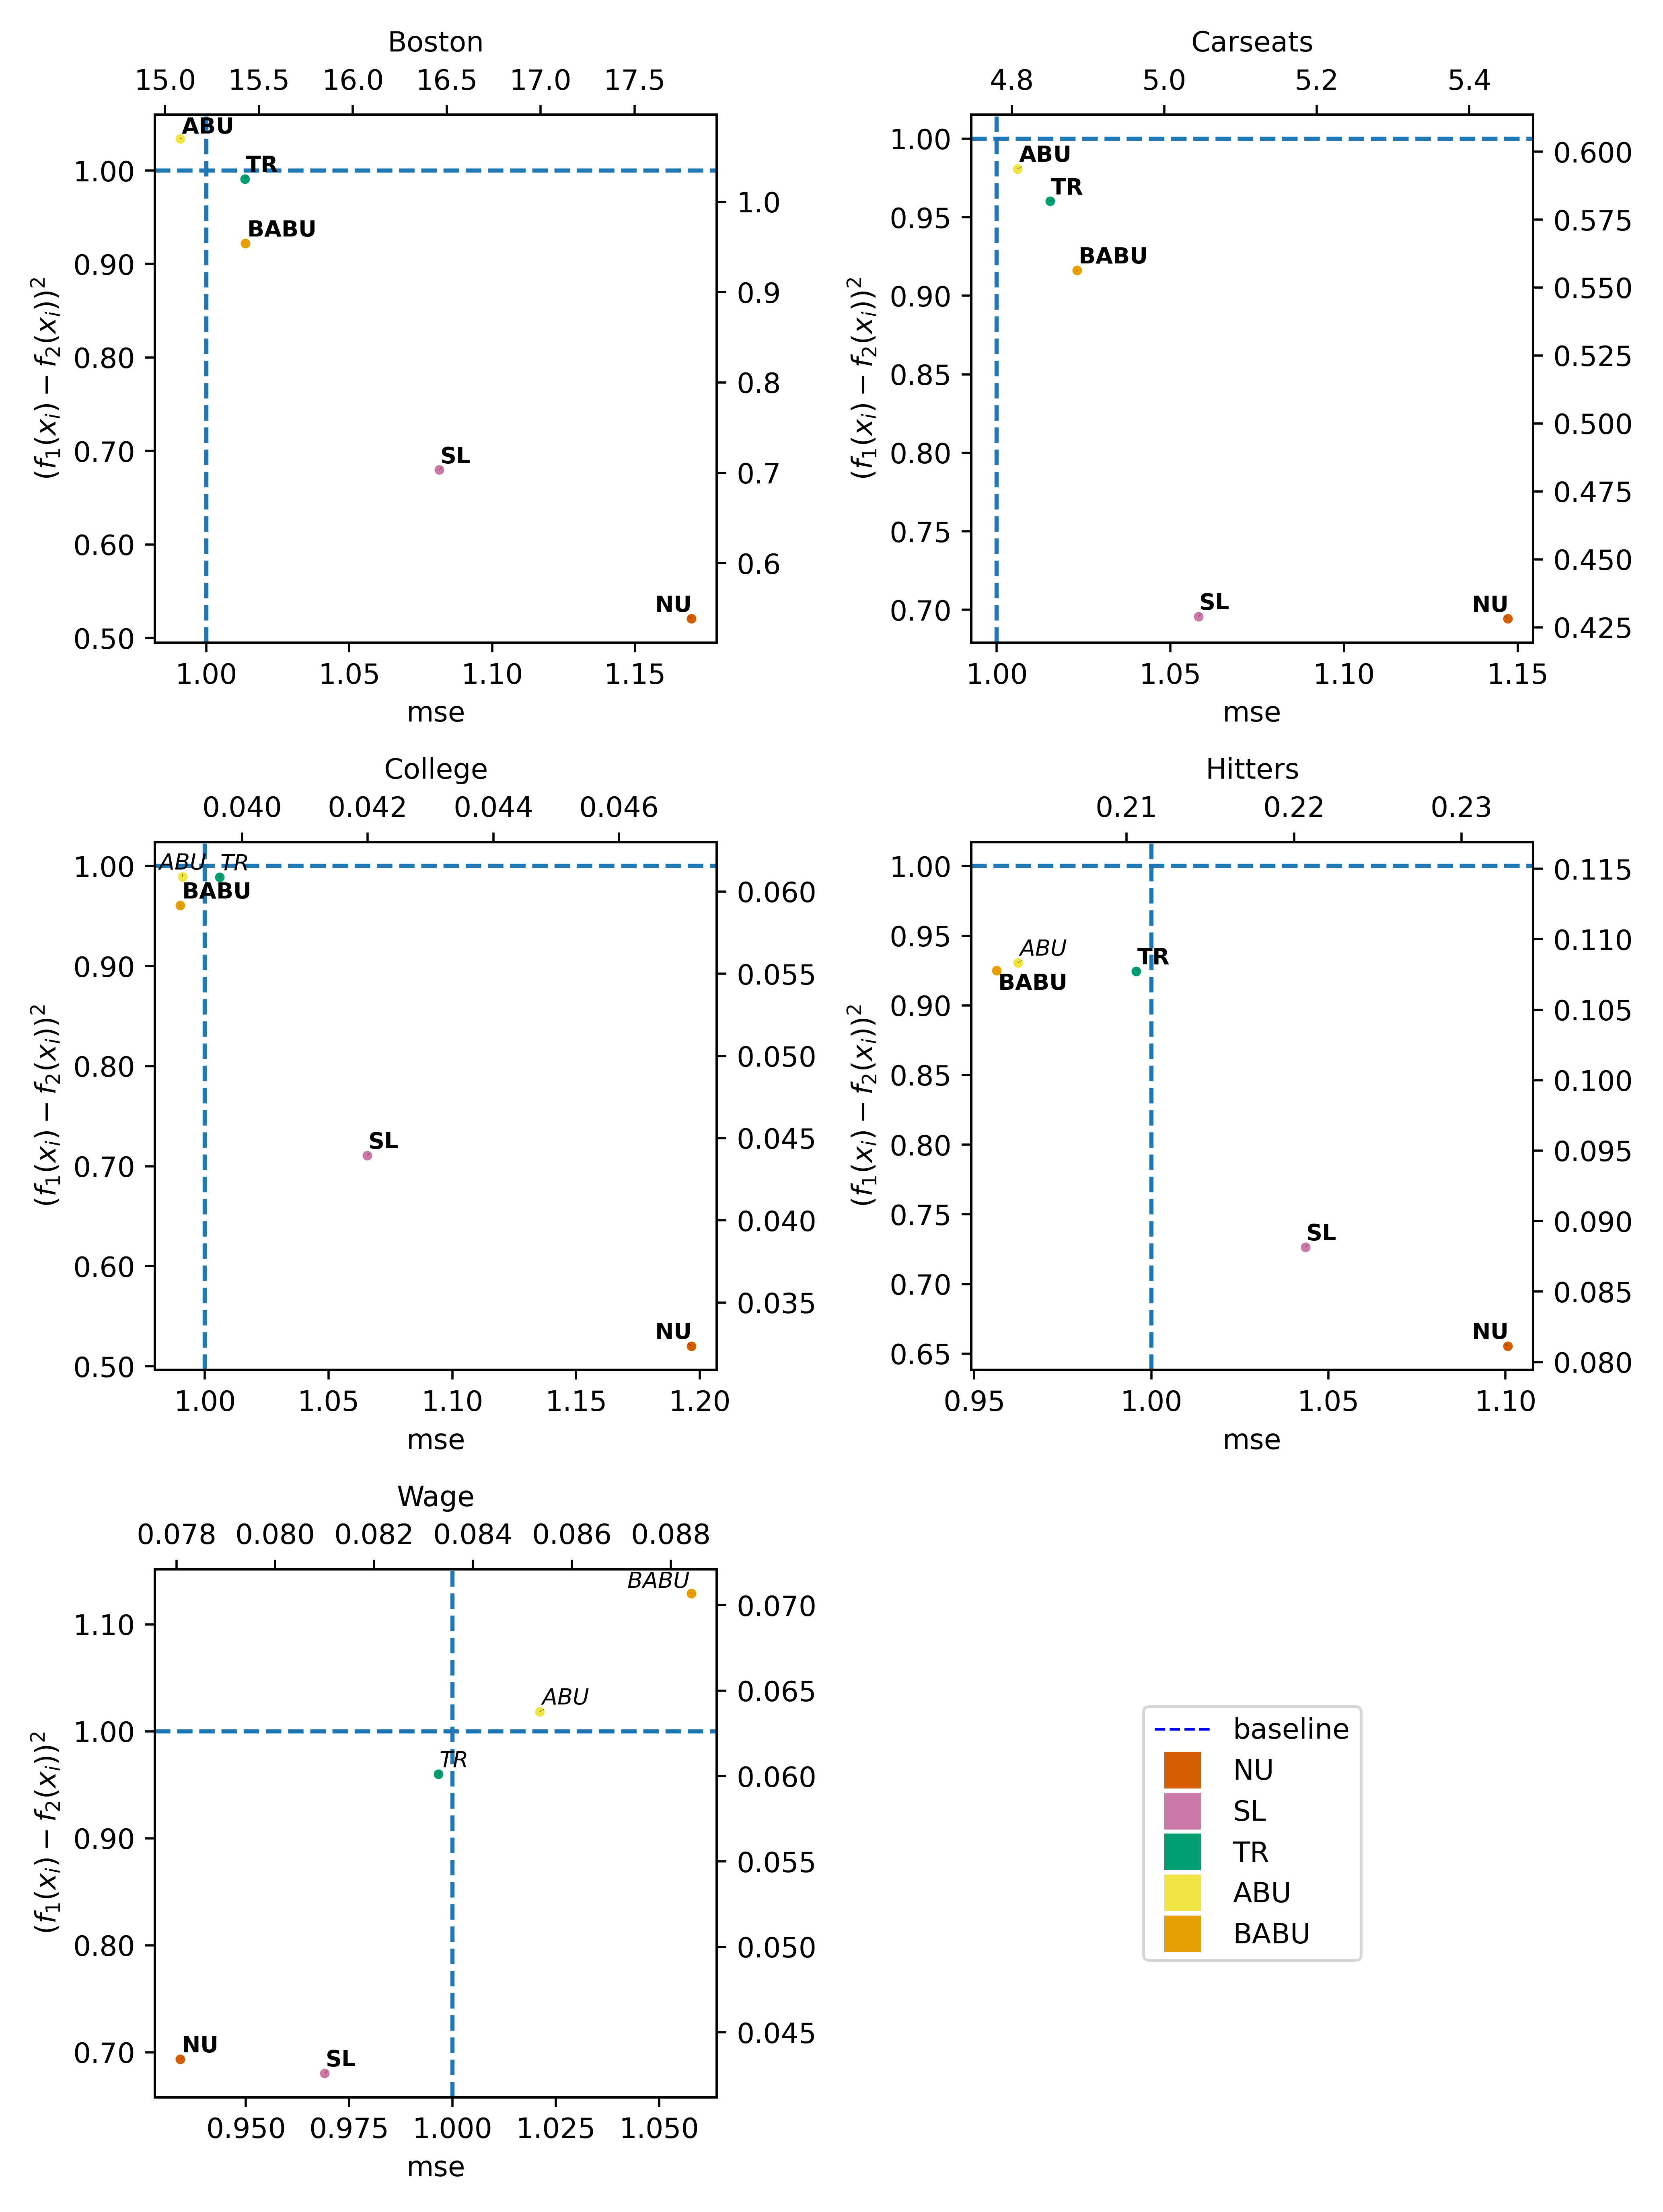 Boston
15.0 15.5 16.0 16.5 17.0 17.5
ABU
TR
BABU
SL
NU
1.00
0.90
0.80
0.70
0.60
0.50
1.0
0.9
0.8
0.7
0.6
(f₁(xᵢ) − f₂(xᵢ))²
1.00 1.05 1.10 1.15
mse
Carseats
4.8 5.0 5.2 5.4
ABU
TR
BABU
SL
NU
1.00
0.95
0.90
0.85
0.80
0.75
0.70
0.600
0.575
0.550
0.525
0.500
0.475
0.450
0.425
(f₁(xᵢ) − f₂(xᵢ))²
1.00 1.05 1.10 1.15
mse
College
0.040 0.042 0.044 0.046
ABU TR
BABU
SL
NU
1.00
0.90
0.80
0.70
0.60
0.50
0.060
0.055
0.050
0.045
0.040
0.035
(f₁(xᵢ) − f₂(xᵢ))²
1.00 1.05 1.10 1.15 1.20
mse
Hitters
0.21 0.22 0.23
ABU
TR
BABU
SL
NU
1.00
0.95
0.90
0.85
0.80
0.75
0.70
0.65
0.115
0.110
0.105
0.100
0.095
0.090
0.085
0.080
(f₁(xᵢ) − f₂(xᵢ))²
0.95 1.00 1.05 1.10
mse
Wage
0.078 0.080 0.082 0.084 0.086 0.088
BABU
ABU
TR
NU
SL
1.10
1.00
0.90
0.80
0.70
0.070
0.065
0.060
0.055
0.050
0.045
(f₁(xᵢ) − f₂(xᵢ))²
0.950 0.975 1.000 1.025 1.050
mse
baseline
NU
SL
TR
ABU
BABU